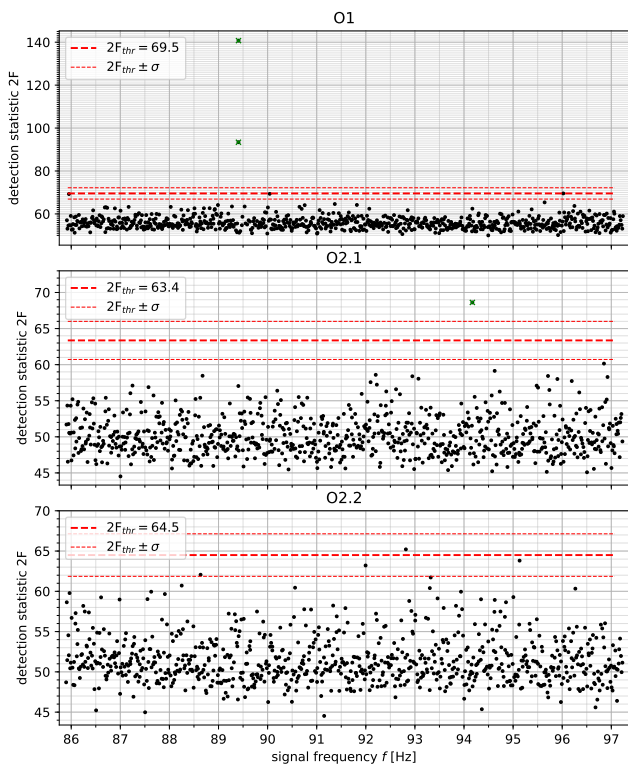 O1
detection statistic 2F
140
120
100
80
60
2F_thr = 69.5
2F_thr ± σ
O2.1
detection statistic 2F
70
65
60
55
50
45
2F_thr = 63.4
2F_thr ± σ
O2.2
detection statistic 2F
70
65
60
55
50
45
2F_thr = 64.5
2F_thr ± σ
86 87 88 89 90 91 92 93 94 95 96 97
signal frequency f [Hz]